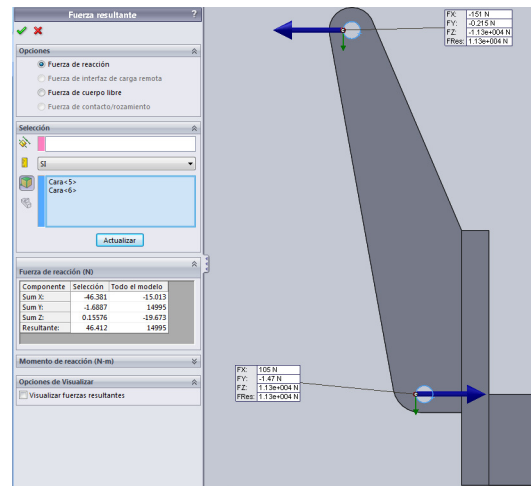 Fuerza resultante ?
Opciones
Fuerza de reacción
Fuerza de interfaz de carga remota
Fuerza de cuerpo libre
Fuerza de contacto/rozamiento
Selección
SI
Cara<5>
Cara<6>
Actualizar
Fuerza de reacción (N)
Componente Selección Todo el modelo
Sum X: -46.381 -15.013
Sum Y: -1.6887 14995
Sum Z: 0.15576 -19.673
Resultante: 46.412 14995
Momento de reacción (N-m)
Opciones de Visualizar
Visualizar fuerzas resultantes
FX: -151 N
FY: -0.215 N
FZ: -1.13e+004 N
FRes: 1.13e+004 N
FX: 105 N
FY: -1.47 N
FZ: 1.13e+004 N
FRes: 1.13e+004 N